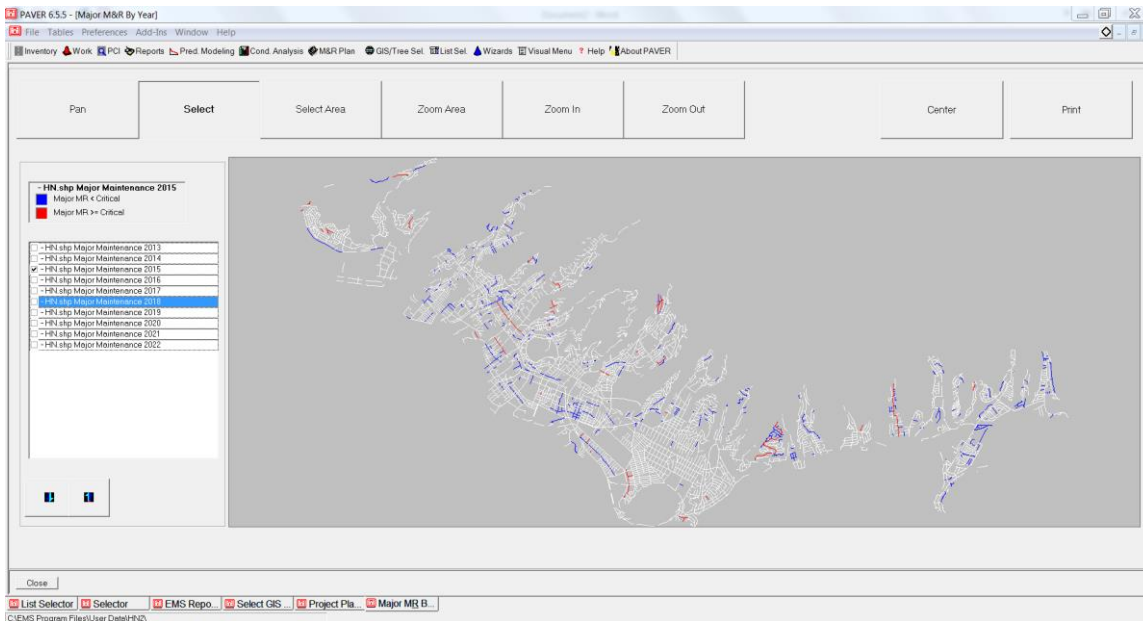 PAVER 6.5.5 - [Major M&R By Year]
File Tables Preferences Add-Ins Window Help
Inventory Work PCI Reports Pred. Modeling Cond. Analysis M&R Plan GIS/Tree Sel. List Sel. Wizards Visual Menu ? Help About PAVER
Pan Select Select Area Zoom Area Zoom In Zoom Out Center Print
- HN.shp Major Maintenance 2015
Major MR < Critical
Major MR >= Critical
- HN.shp Major Maintenance 2013
- HN.shp Major Maintenance 2014
- HN.shp Major Maintenance 2015
- HN.shp Major Maintenance 2016
- HN.shp Major Maintenance 2017
- HN.shp Major Maintenance 2018
- HN.shp Major Maintenance 2019
- HN.shp Major Maintenance 2020
- HN.shp Major Maintenance 2021
- HN.shp Major Maintenance 2022
Close
List Selector Selector EMS Repo... Select GIS ... Project Pla... Major MR B...
C:\EMS Program Files\User Data\HN2\